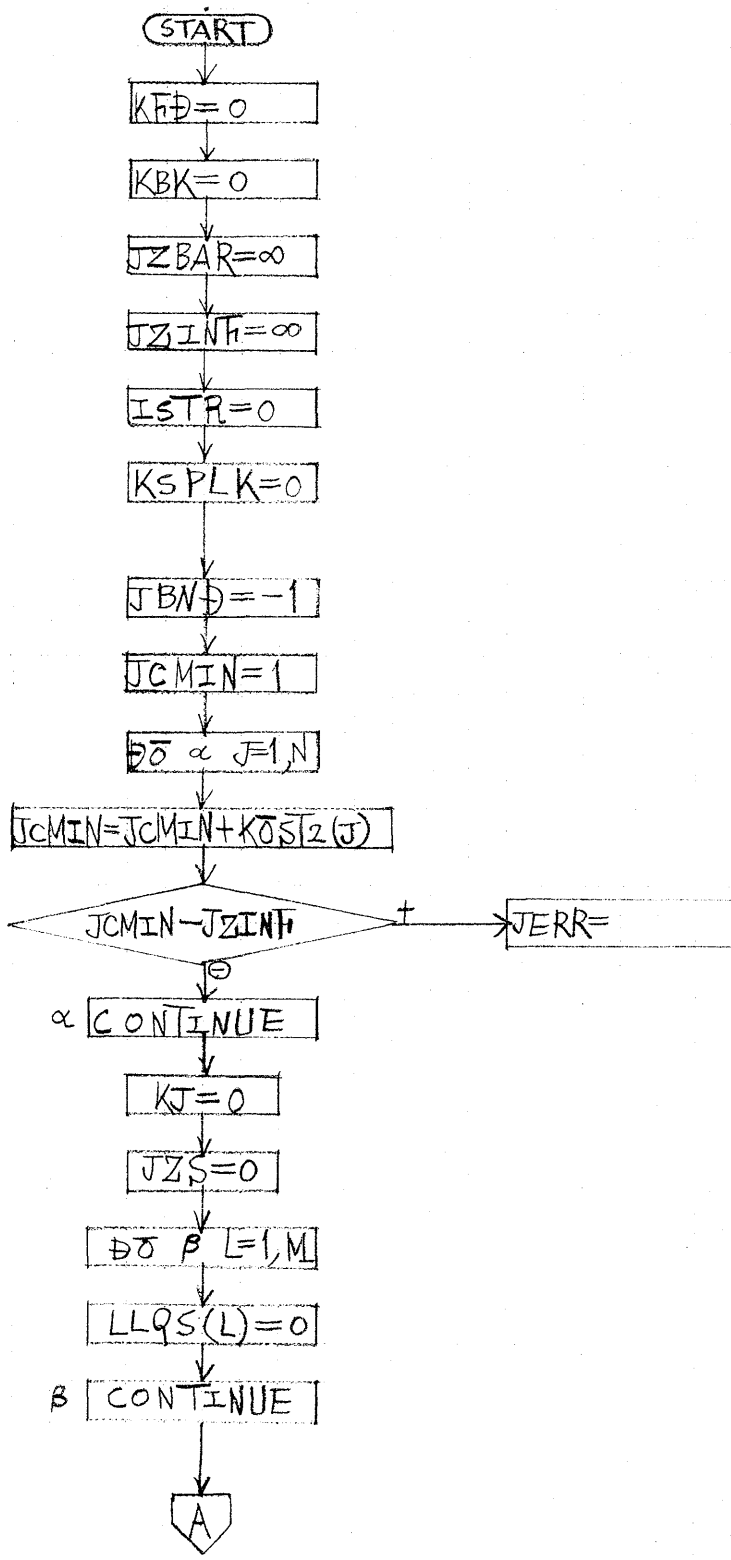 START
KFD=0
KBK=0
JZBAR=∞
JZINF=∞
ISTR=0
KSPLK=0
JBND=-1
JCMIN=1
DO α J=1,N
JCMIN=JCMIN+KOST2(J)
JCMIN-JZINF
+
JERR=
⊖
α CONTINUE
KJ=0
JZS=0
DO β L=1,M
LLQS(L)=0
β CONTINUE
A